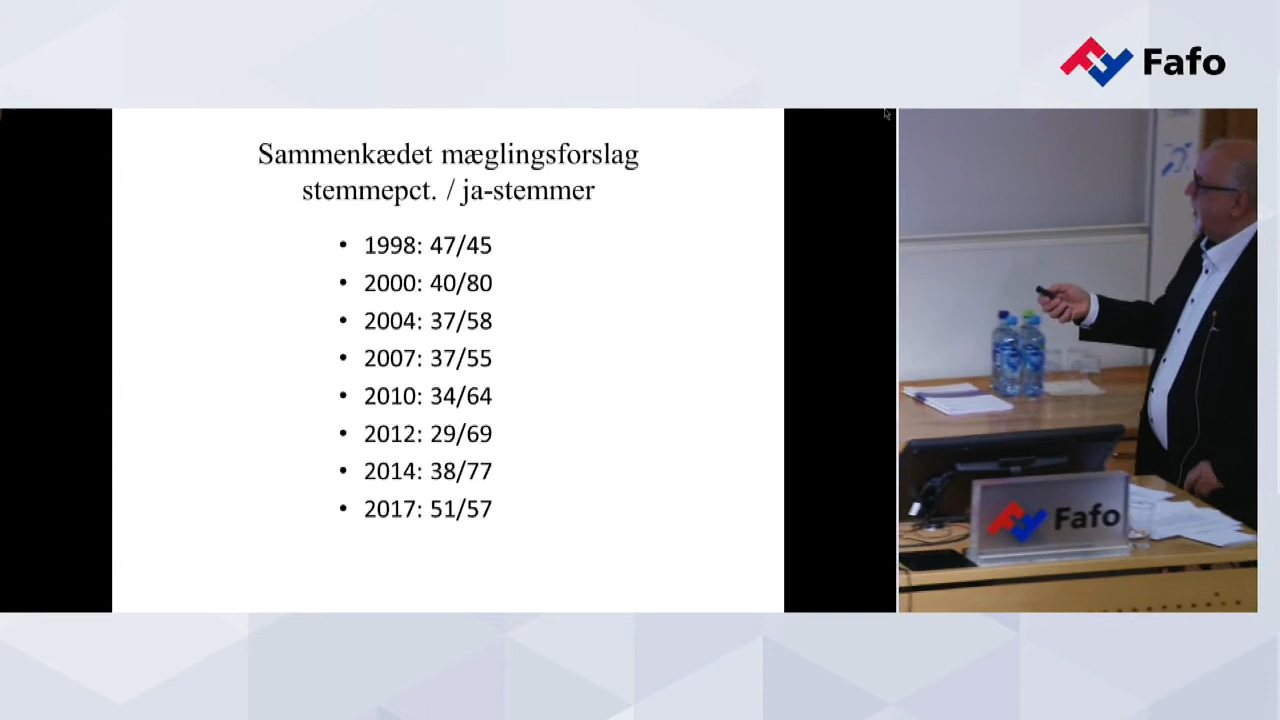 Fafo
Sammenkædet mæglingsforslag
stemmepct. / ja-stemmer
• 1998: 47/45
• 2000: 40/80
• 2004: 37/58
• 2007: 37/55
• 2010: 34/64
• 2012: 29/69
• 2014: 38/77
• 2017: 51/57
Fafo